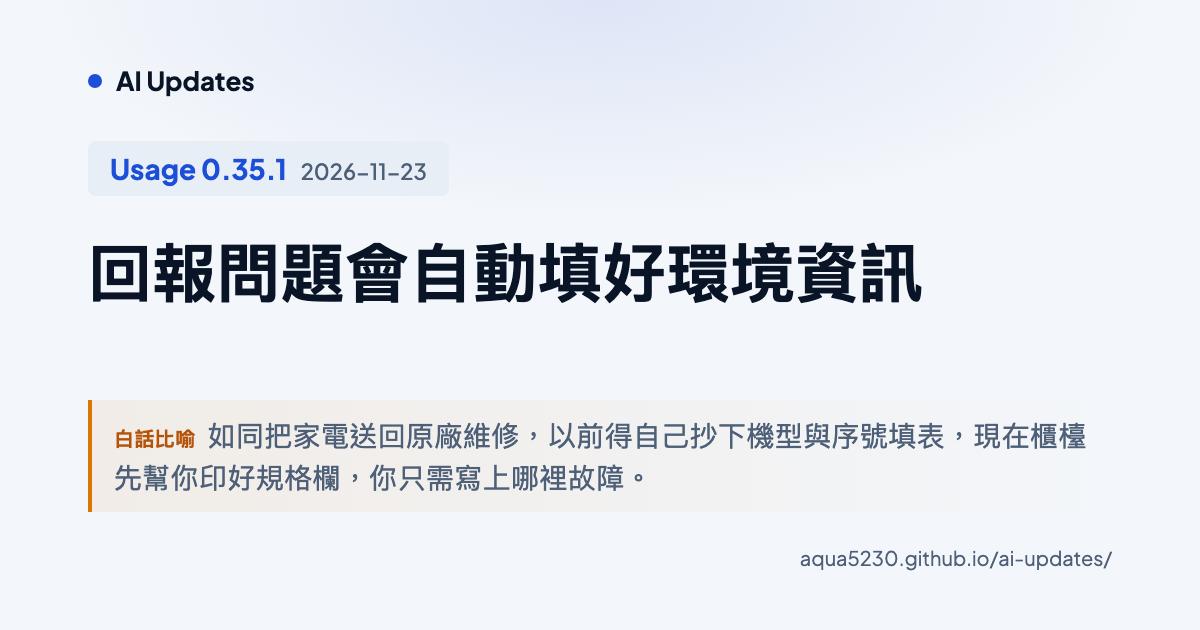 AI Updates
Usage 0.35.1 2026-11-23
回報問題會自動填好環境資訊
白話比喻 如同把家電送回原廠維修，以前得自己抄下機型與序號填表，現在櫃檯
先幫你印好規格欄，你只需寫上哪裡故障。
aqua5230.github.io/ai-updates/